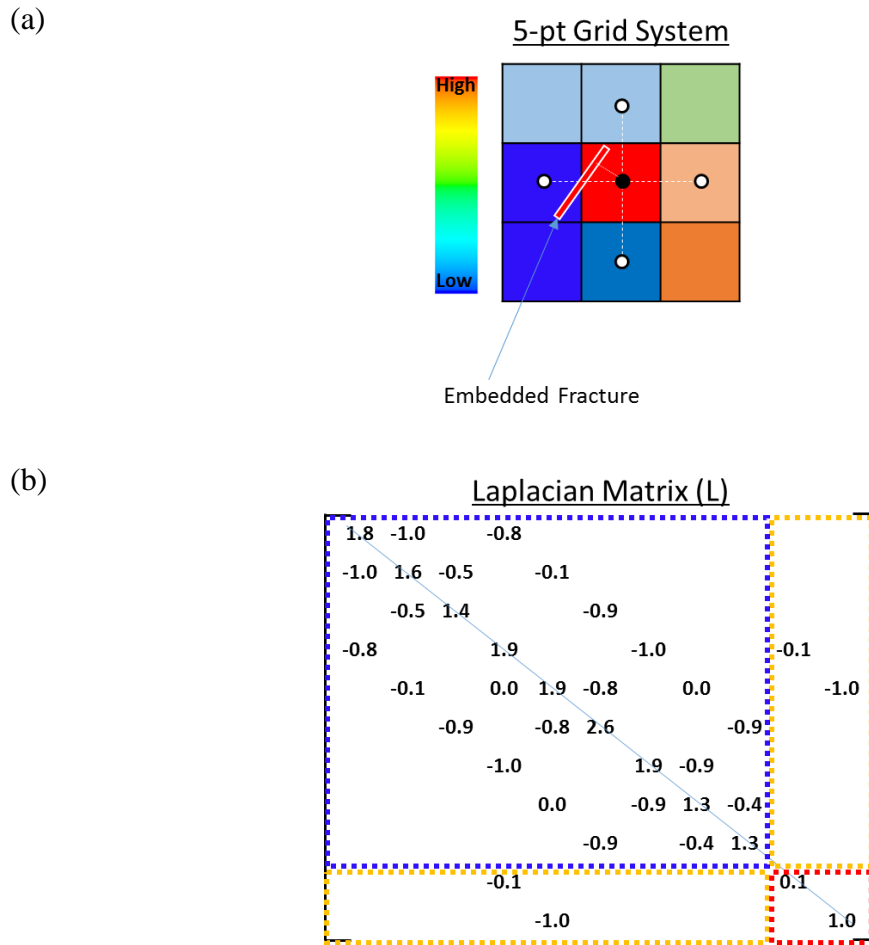 (a)
5-pt Grid System
High
Low
Embedded Fracture
(b)
Laplacian Matrix (L)
1.8 -1.0 -0.8
-1.0 1.6 -0.5 -0.1
-0.5 1.4 -0.9
-0.8 1.9 -1.0 -0.1
-0.1 0.0 1.9 -0.8 0.0 -1.0
-0.9 -0.8 2.6 -0.9
-1.0 1.9 -0.9
0.0 -0.9 1.3 -0.4
-0.9 -0.4 1.3
-0.1 0.1
-1.0 1.0